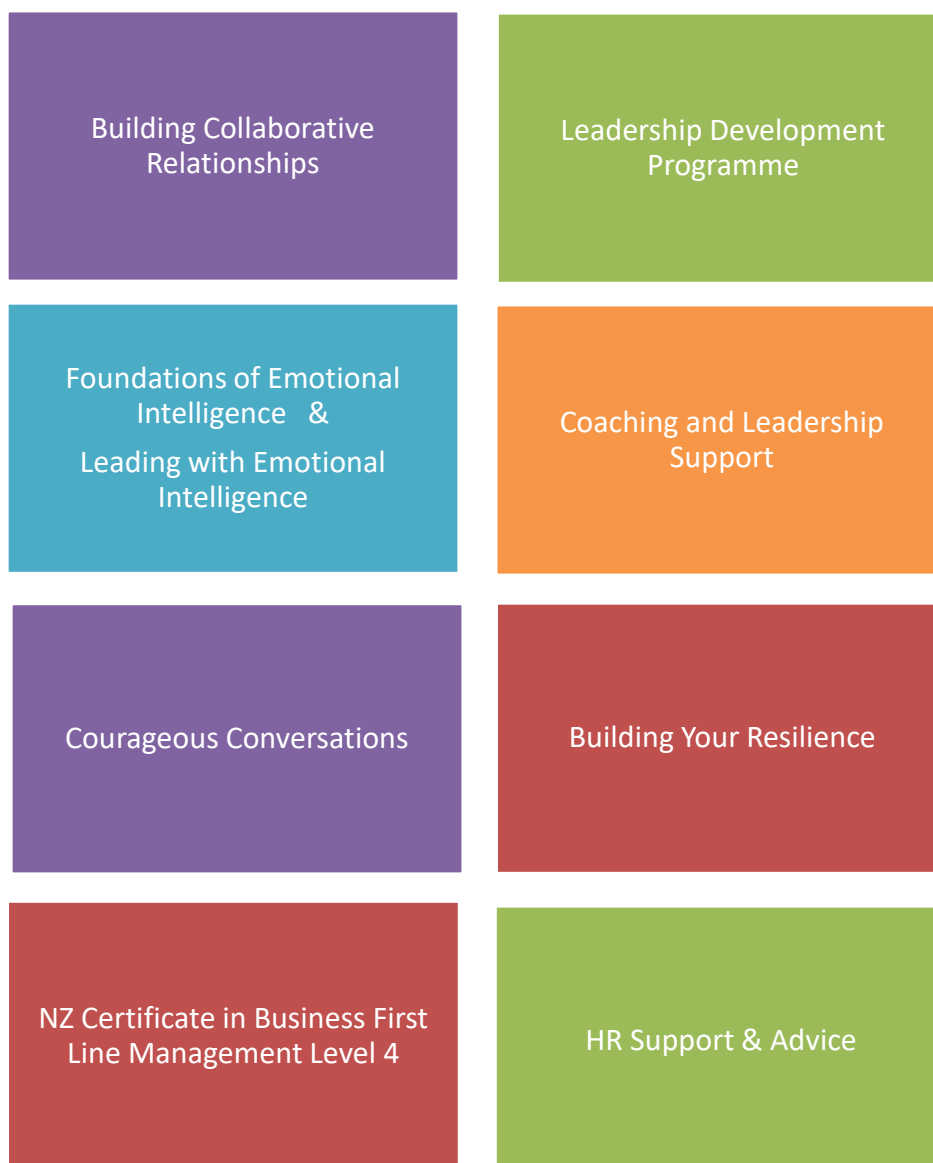 Building Collaborative
Relationships
Leadership Development
Programme
Foundations of Emotional
Intelligence &
Leading with Emotional
Intelligence
Coaching and Leadership
Support
Courageous Conversations
Building Your Resilience
NZ Certificate in Business First
Line Management Level 4
HR Support & Advice